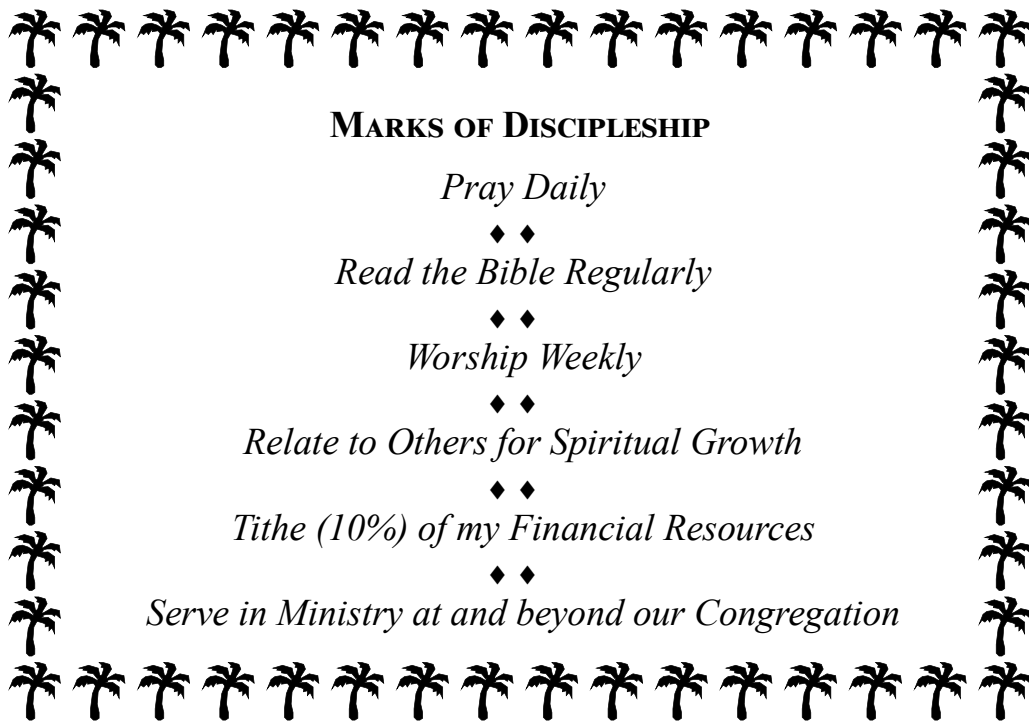 Marks of Discipleship
Pray Daily
♦ ♦
Read the Bible Regularly
♦ ♦
Worship Weekly
♦ ♦
Relate to Others for Spiritual Growth
♦ ♦
Tithe (10%) of my Financial Resources
♦ ♦
Serve in Ministry at and beyond our Congregation